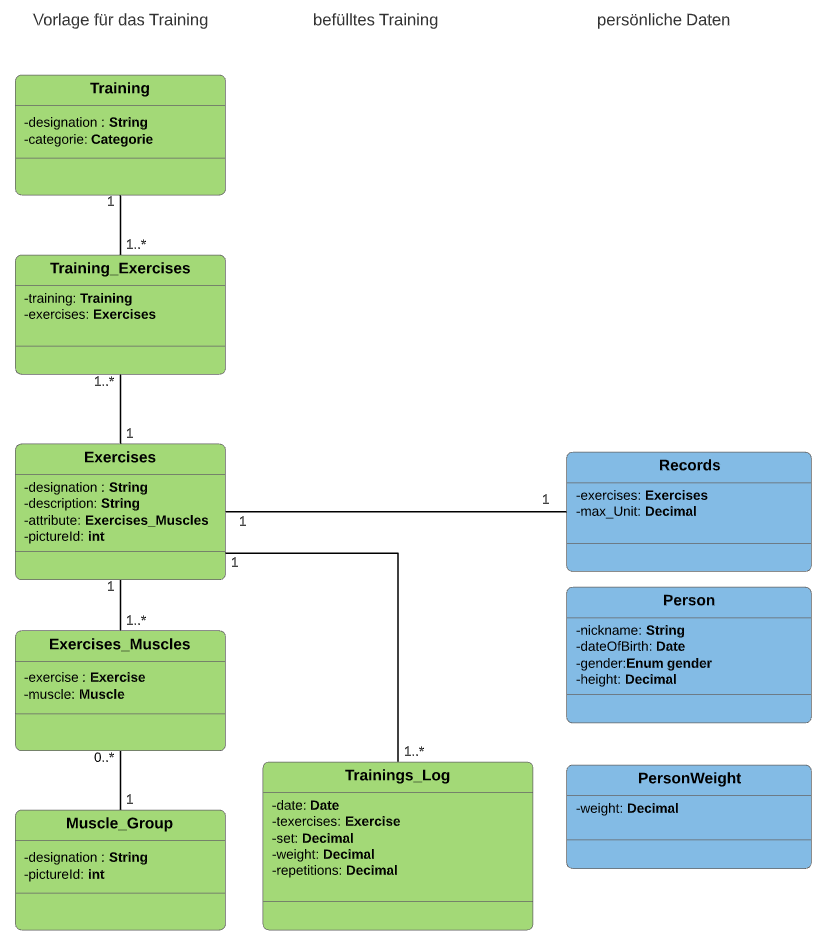 Vorlage für das Training
befülltes Training
persönliche Daten
Training
-designation : String
-categorie: Categorie
1
1..*
Training_Exercises
-training: Training
-exercises: Exercises
1..*
1
Exercises
-designation : String
-description: String
-attribute: Exercises_Muscles
-pictureId: int
1
1
1
1
1..*
Records
-exercises: Exercises
-max_Unit: Decimal
Person
-nickname: String
-dateOfBirth: Date
-gender:Enum gender
-height: Decimal
Exercises_Muscles
-exercise : Exercise
-muscle: Muscle
0..*
1
Muscle_Group
-designation : String
-pictureId: int
1..*
Trainings_Log
-date: Date
-texercises: Exercise
-set: Decimal
-weight: Decimal
-repetitions: Decimal
PersonWeight
-weight: Decimal